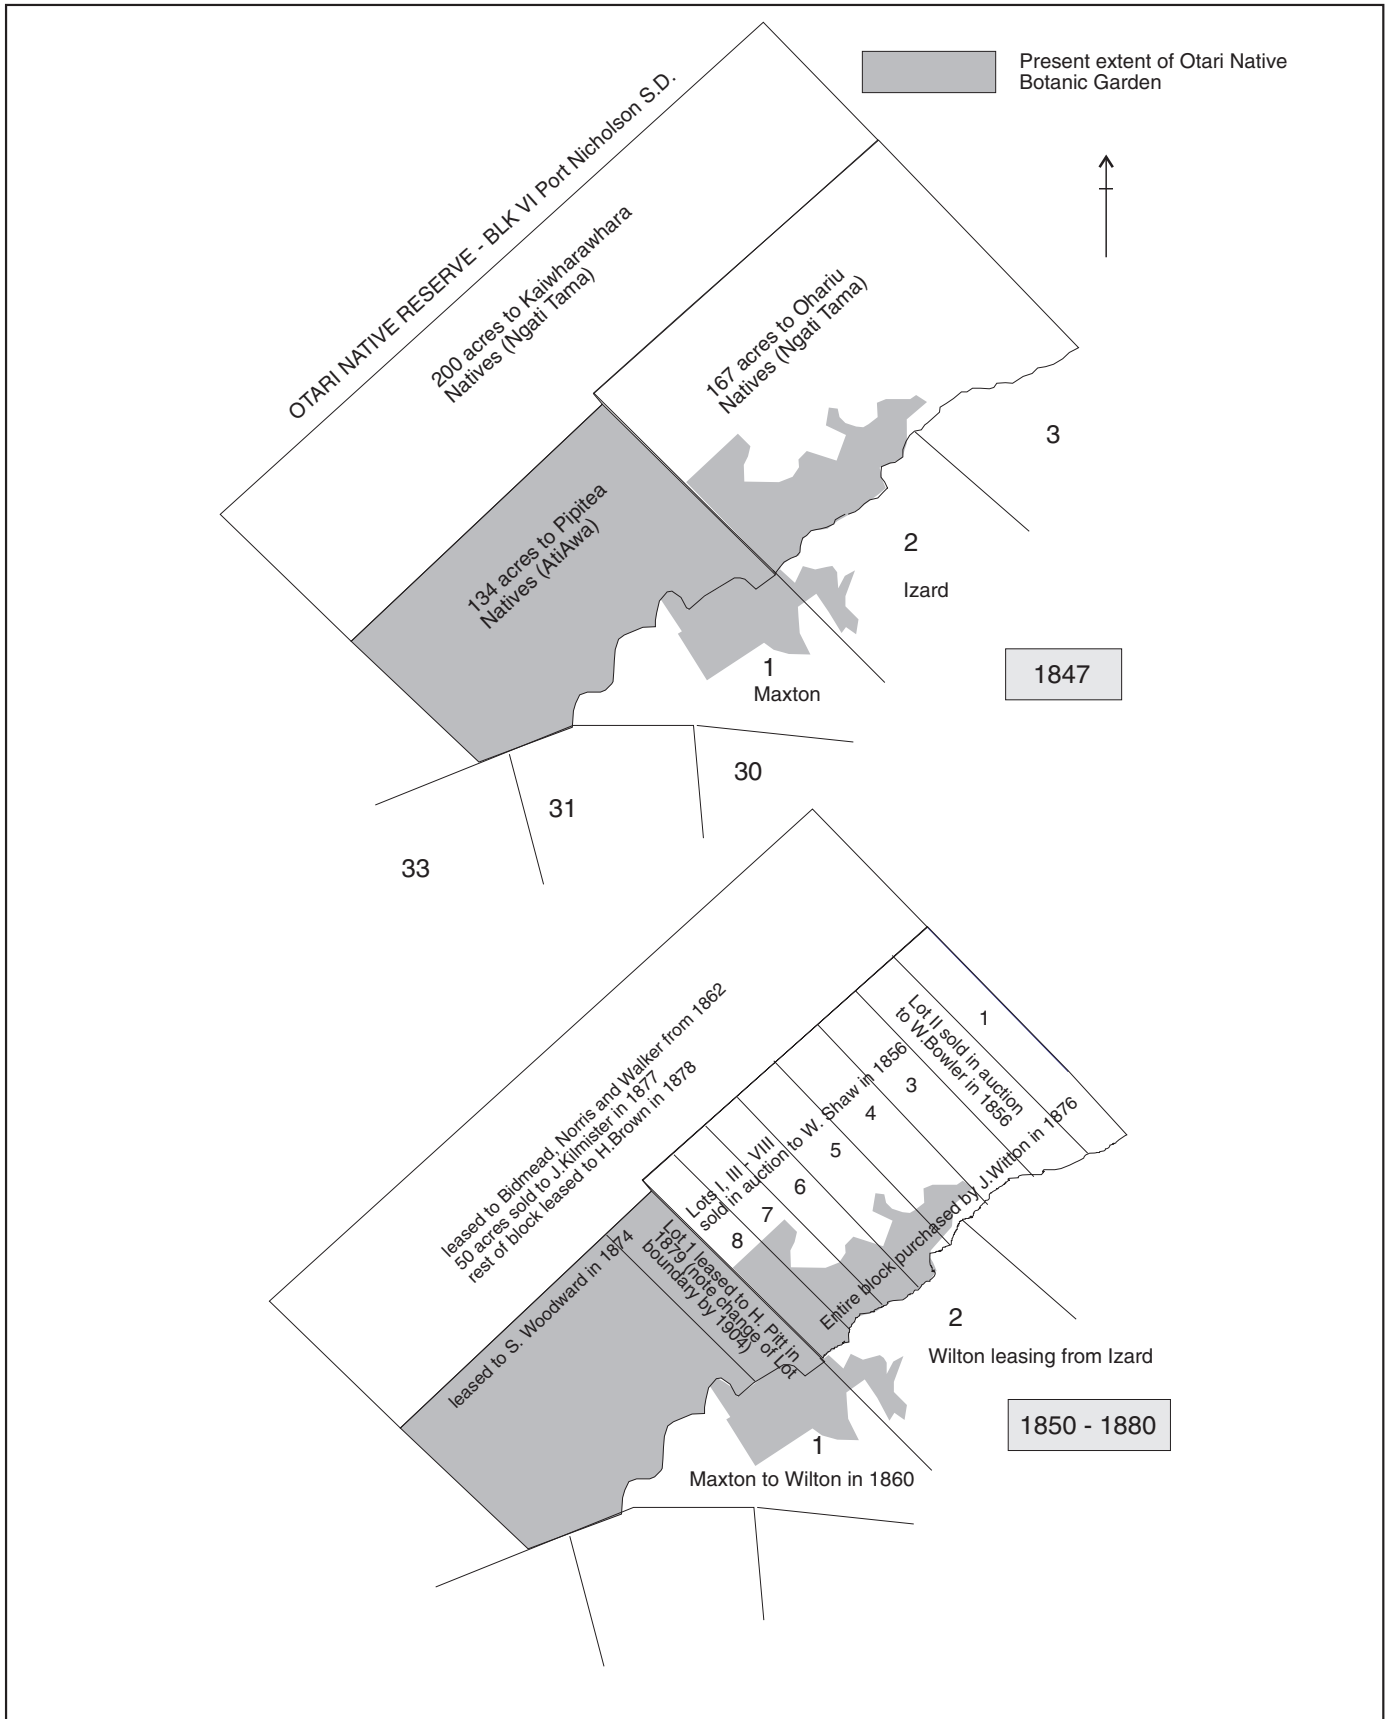 Present extent of Otari Native
Botanic Garden
OTARI NATIVE RESERVE - BLK VI Port Nicholson S.D.
200 acres to Kaiwharawhara
Natives (Ngati Tama)
167 acres to Ohariu
Natives (Ngati Tama)
134 acres to Pipitea
Natives (AtiAwa)
3
2
Izard
1
Maxton
1847
30
31
33
leased to Bidmead, Norris and Walker from 1862
50 acres sold to J.Kilmister in 1877
rest of block leased to H.Brown in 1878
1
Lot II sold in auction
to W.Bowler in 1856
3
4
5
6
7
8
Lots I, III - VIII
sold in auction to W. Shaw in 1856
Entire block purchased by J.Witton in 1876
leased to S. Woodward in 1874
Lot 1 leased to H. Pitt in
1879 (note change of Lot
boundary by 1904)
2
Wilton leasing from Izard
1850 - 1880
1
Maxton to Wilton in 1860